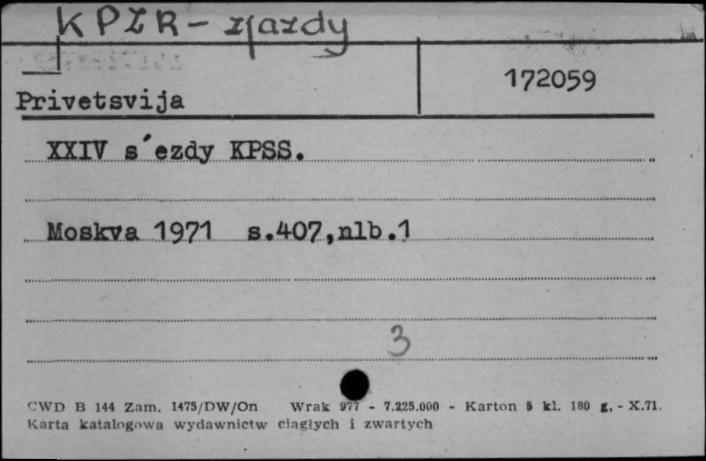 KPZR - zjazdy
172059
Privetsvija
XXIV s´ezdy KPSS.
Moskva 1971 s.407,nlb.1
3
CWD B 144 Zam. 1475/DW/On Wrak 977 - 7.225.000 - Karton 5 kl. 180 g. - X.71.
Karta katalogowa wydawnictw ciągłych i zwartych